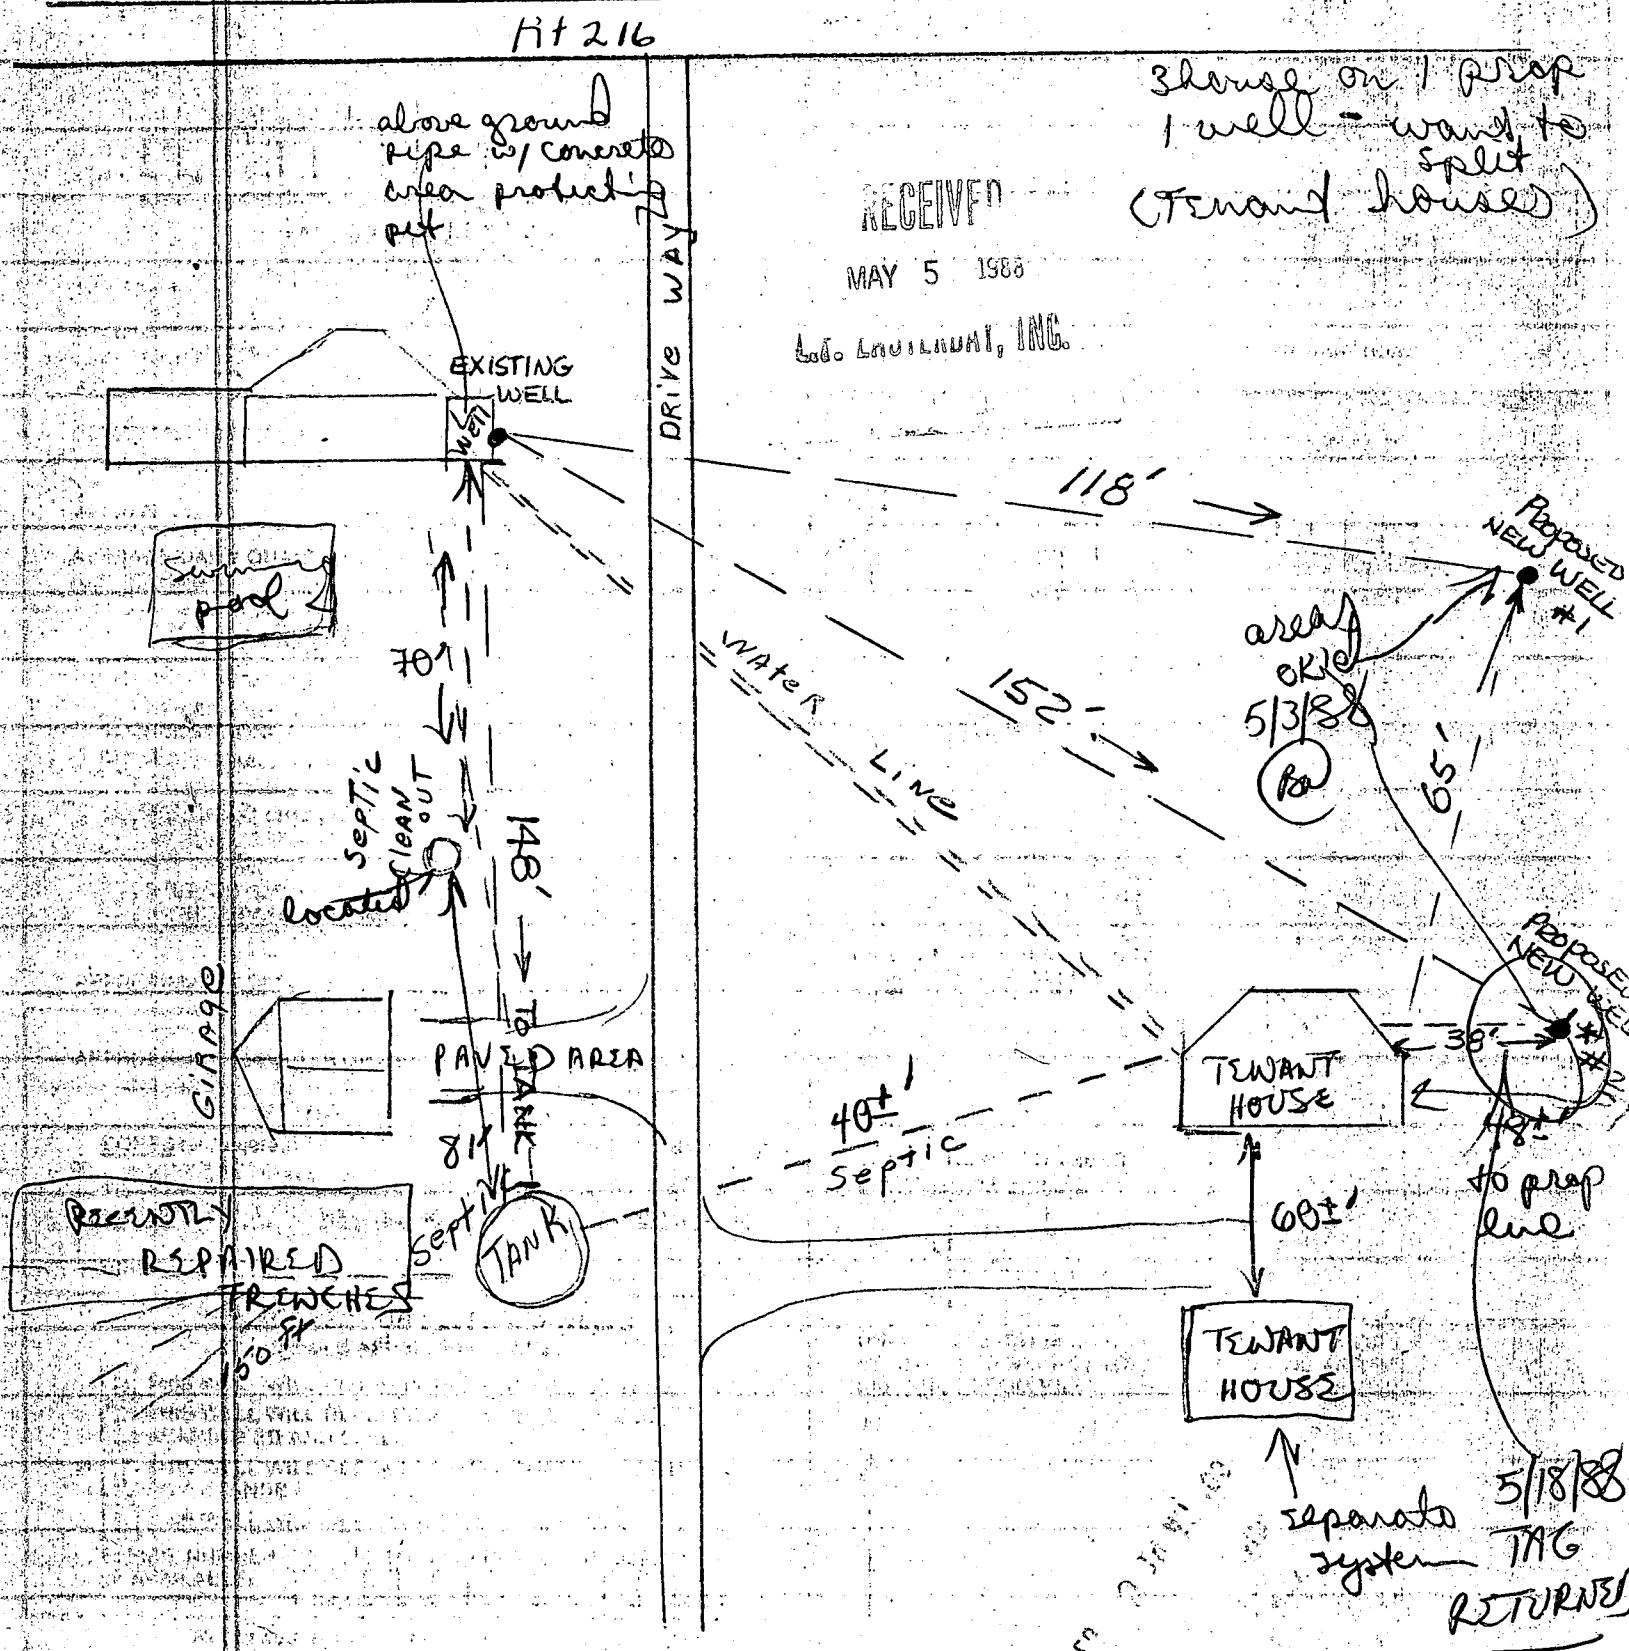 Rt 216
above ground
pipe w/ concrete
area protecting
pit
3 house on 1 prop
1 well - want to
split
(Tenant houses)
RECEIVED
MAY 5 1988
INC.
DRIVE WAY
EXISTING
WELL
WELL
118'
PROPOSED
NEW
WELL
#1
Swimming
pool
70'
area
OK'd
5/3/88
WATER LINE
152'
65'
SEPTIC
CLEAN
OUT
located
148'
TO TANK
GARAGE
PAVED AREA
81'
PROPOSED
NEW WELL
#2
38'
TENANT
HOUSE
48±'
to prop
line
40±'
Septic
60±'
RECENTLY
REPAIRED
TRENCHES
150 ft
Septic
TANK
TENANT
HOUSE
separate
system
5/18/88
TAG
RETURNED